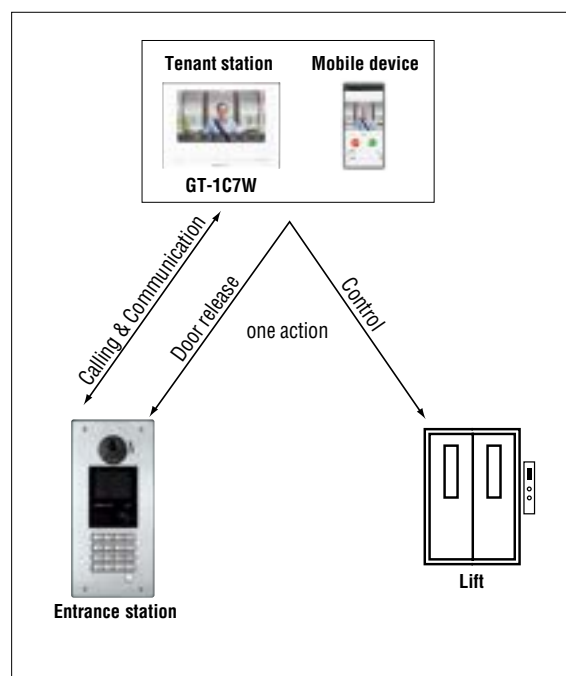 Tenant station
Mobile device
GT-1C7W
Calling & Communication
Door release
one action
Control
Entrance station
Lift